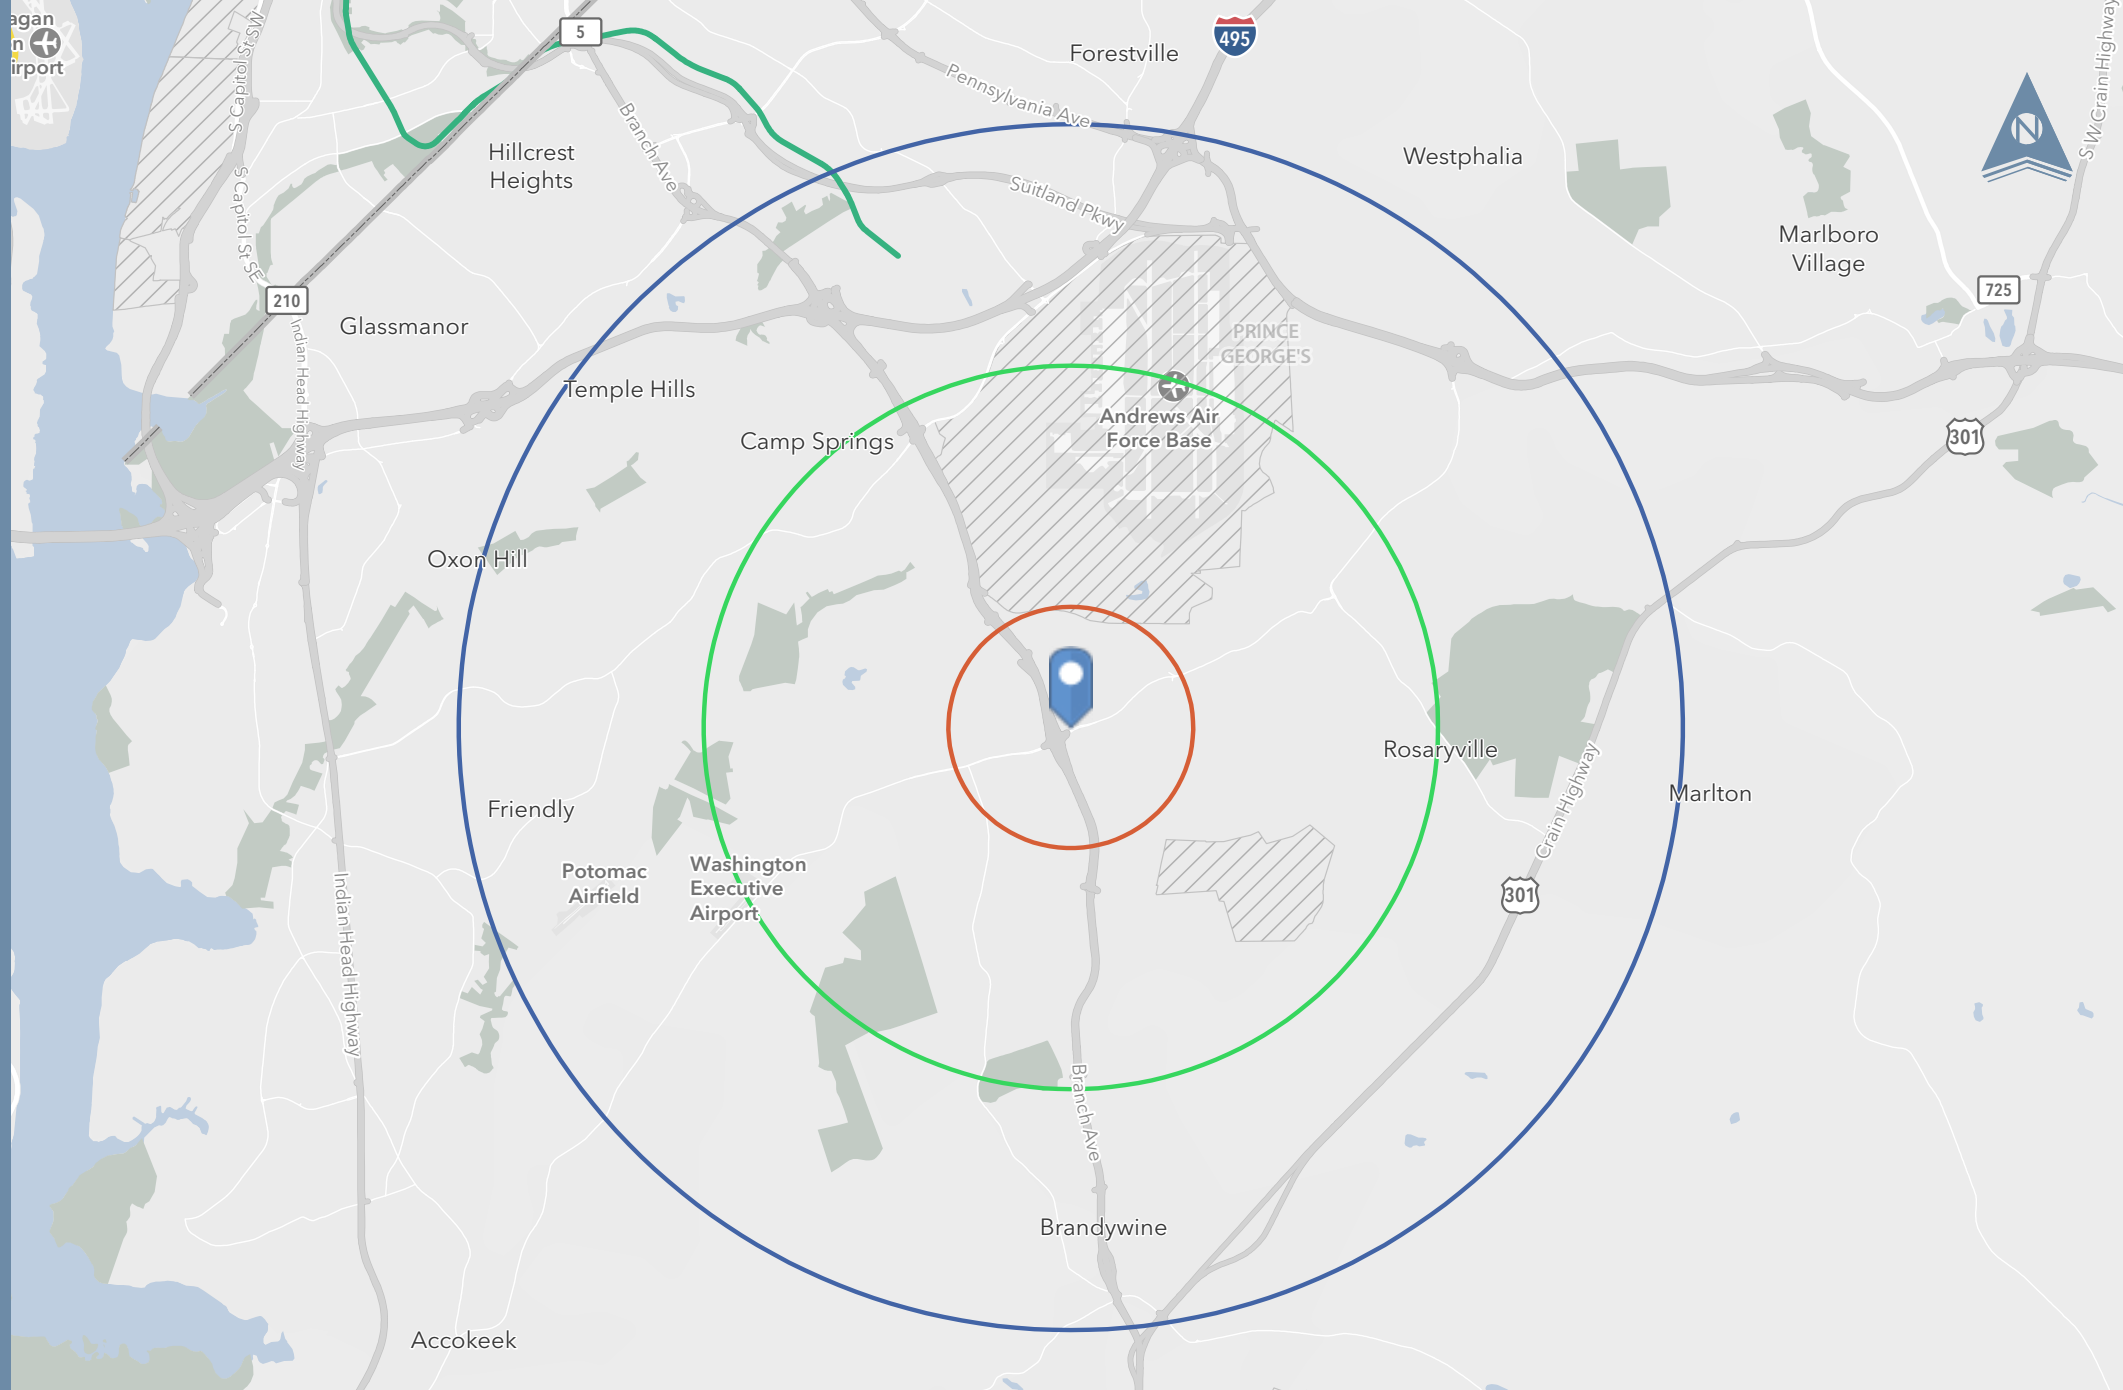 agan
n
irport
S Capitol St SW
S Capitol St SE
5
Branch Ave
Forestville
495
Pennsylvania Ave
Hillcrest
Heights
Westphalia
N
S W Crain Highway
Suitland Pkwy
Marlboro
Village
725
210
Glassmanor
Indian Head Highway
PRINCE
GEORGE'S
Temple Hills
Andrews Air
Force Base
Camp Springs
301
Oxon Hill
Rosaryville
Crain Highway
Marlton
Friendly
Potomac
Airfield
Washington
Executive
Airport
301
Indian Head Highway
Branch Ave
Brandywine
Accokeek